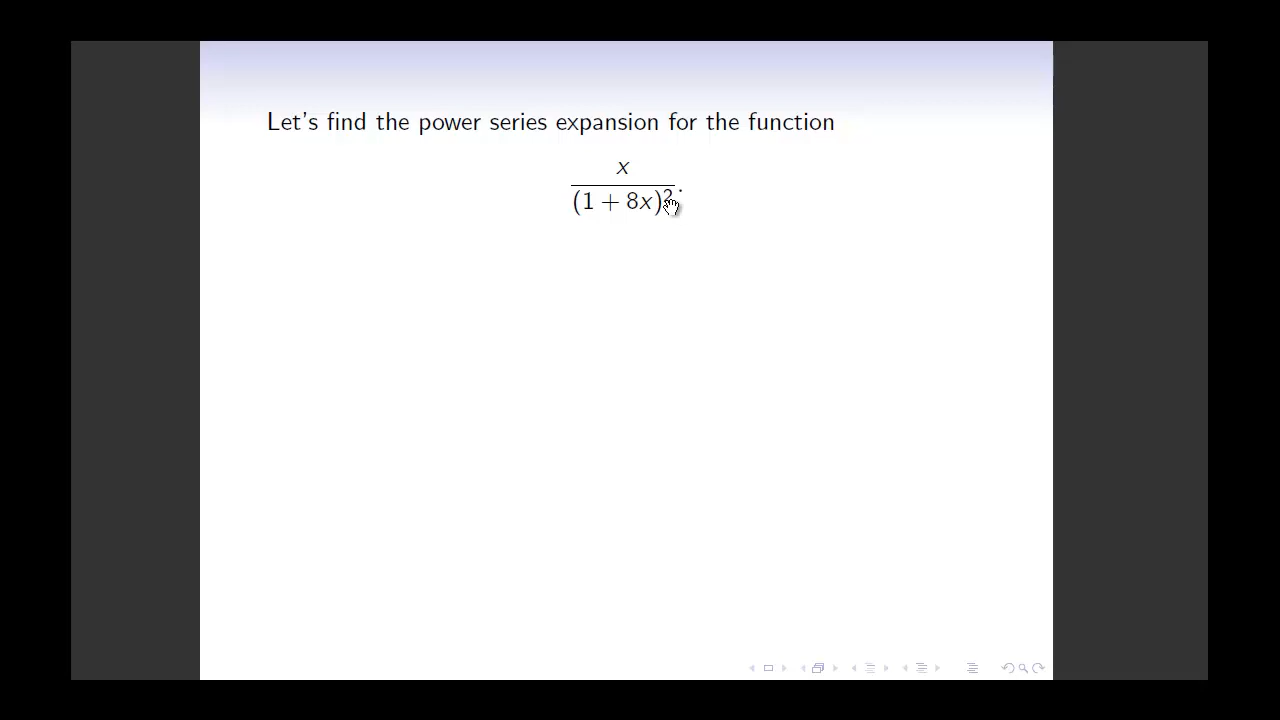 Let's find the power series expansion for the function
x
(1 + 8x)² .